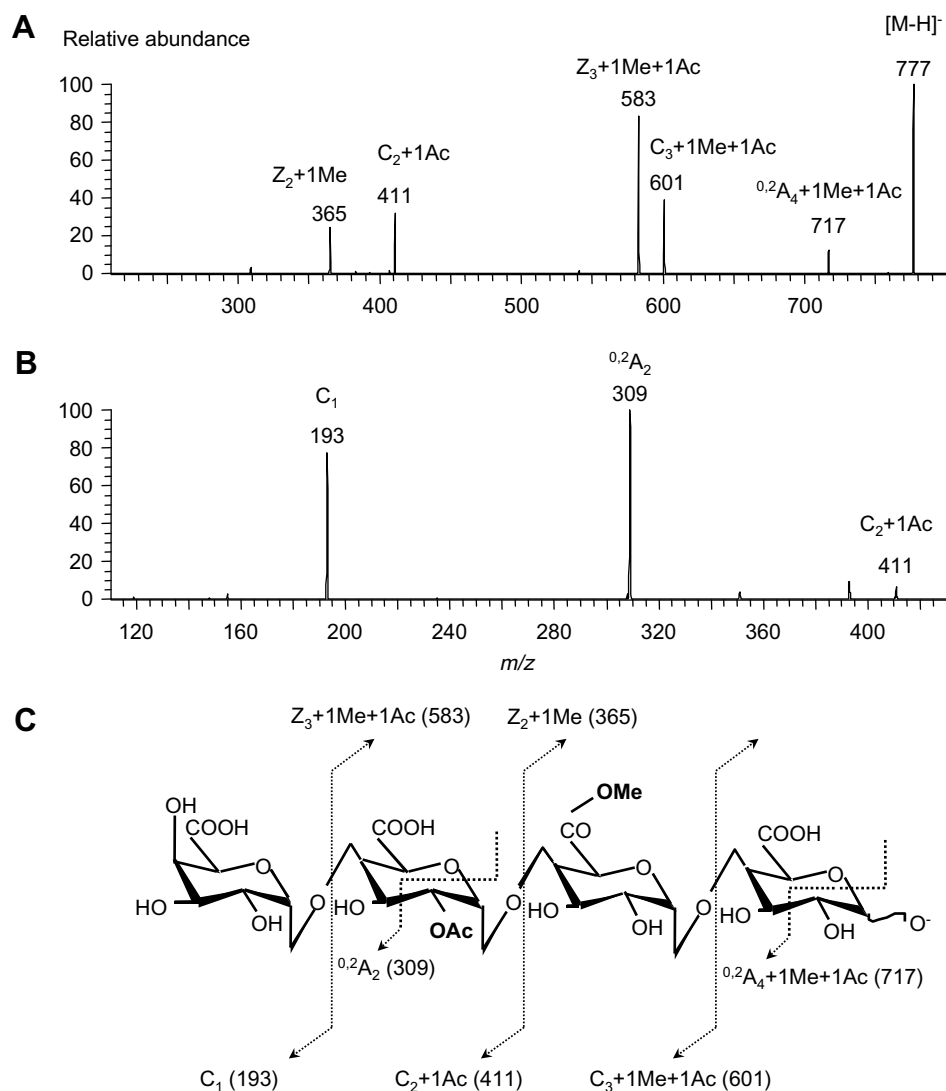 A
Relative abundance
[M-H]⁻
777
Z₃+1Me+1Ac
583
C₃+1Me+1Ac
601
C₂+1Ac
411
Z₂+1Me
365
⁰,²A₄+1Me+1Ac
717
100
80
60
40
20
0
300 400 500 600 700
B
⁰,²A₂
309
C₁
193
C₂+1Ac
411
100
80
60
40
20
0
120 160 200 240 280 320 360 400
m/z
C
Z₃+1Me+1Ac (583) Z₂+1Me (365)
OH COOH O HO OH O
COOH O HO OAc O
OMe CO O HO OH O
COOH O HO OH O⁻
⁰,²A₂ (309) ⁰,²A₄+1Me+1Ac (717)
C₁ (193) C₂+1Ac (411) C₃+1Me+1Ac (601)